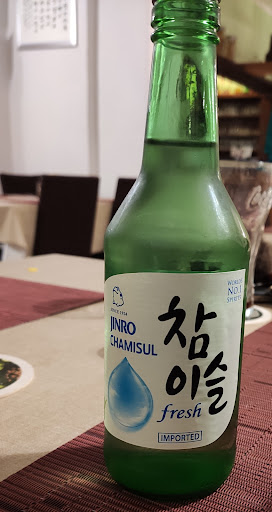 SINCE 1924
JINRO
CHAMISUL
참
이슬
fresh
WORLD
NO.1
SPIRITS
IMPORTED